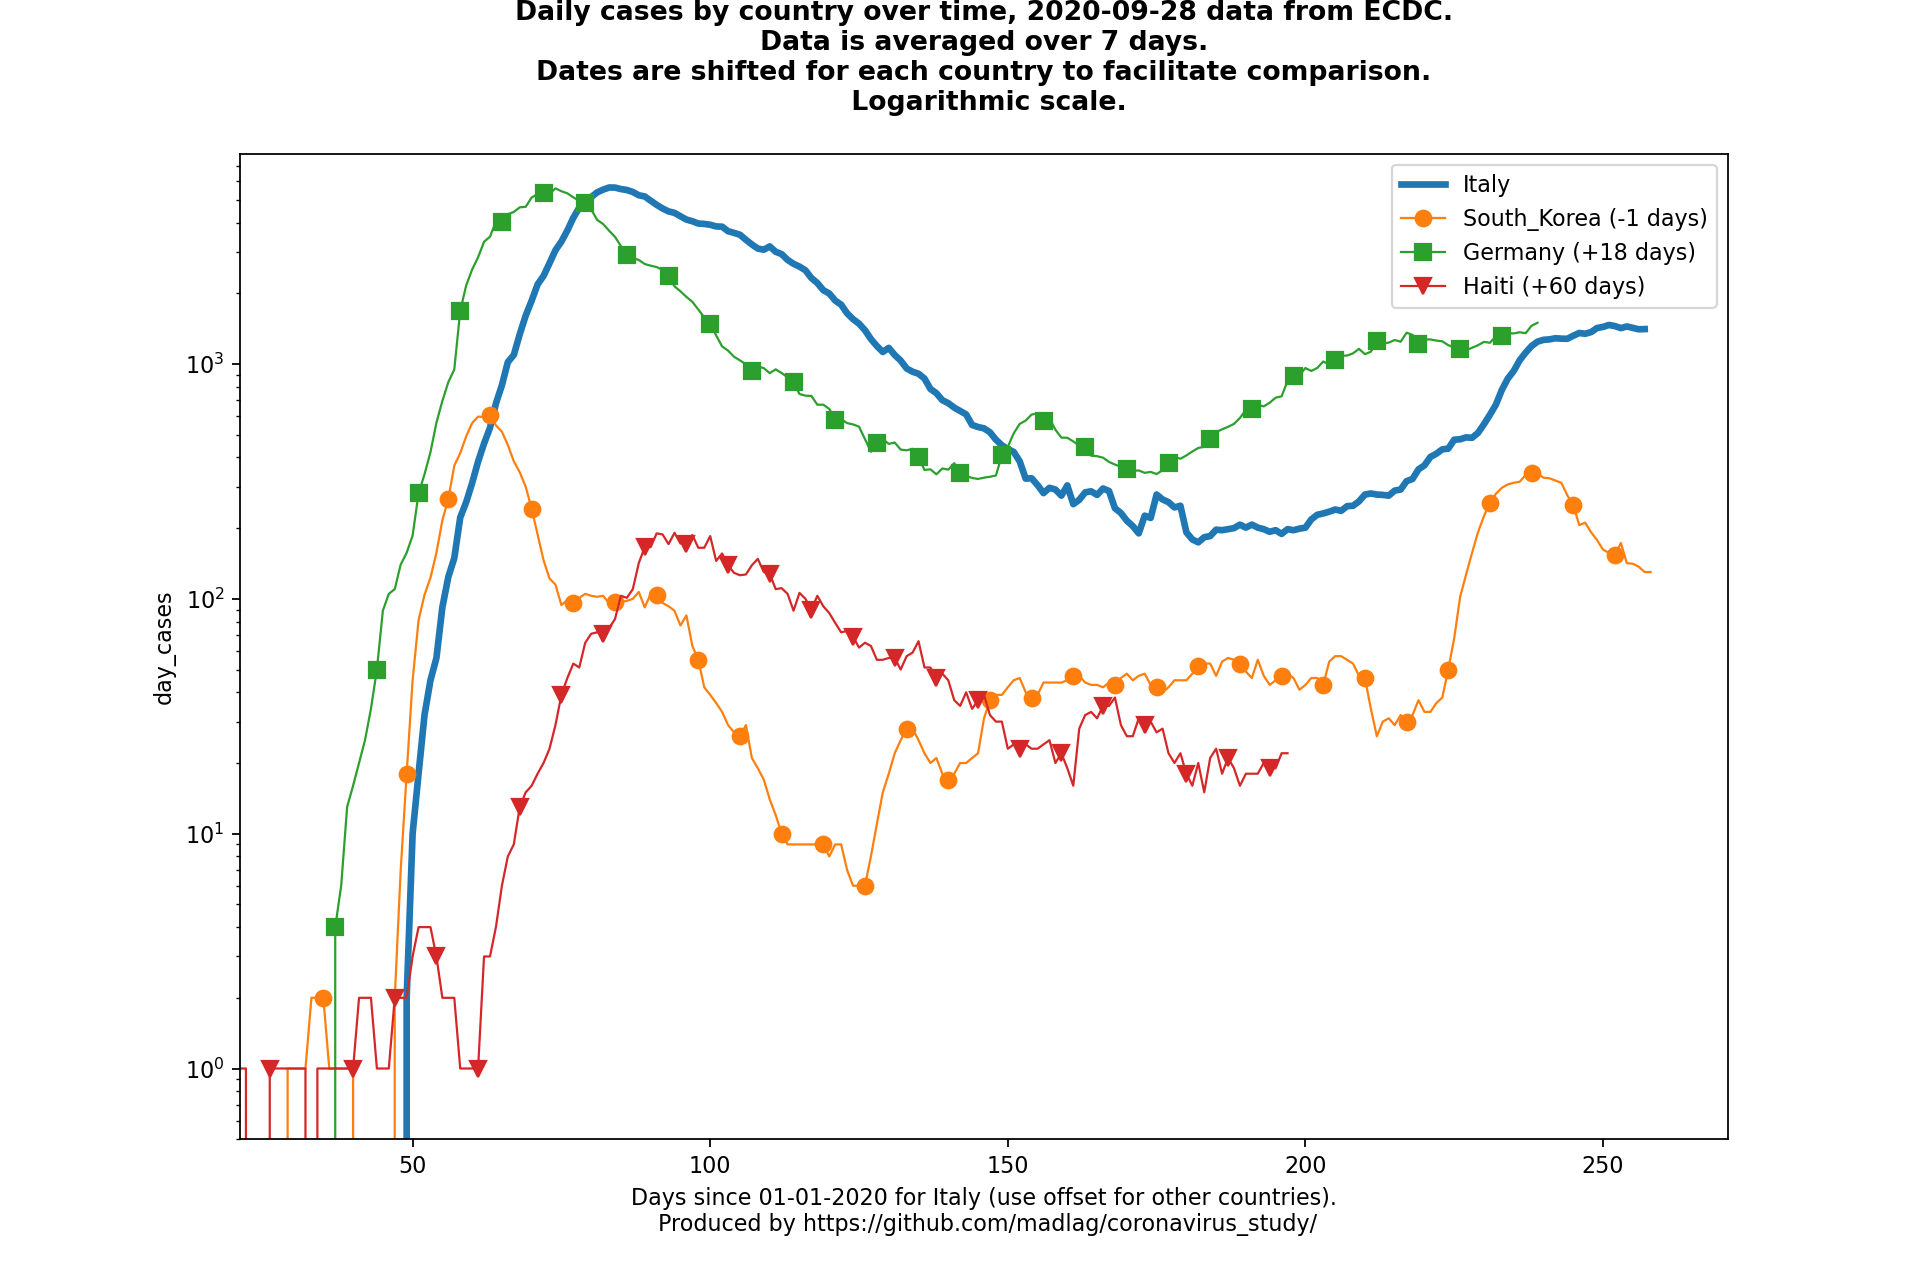 Daily cases by country over time, 2020-09-28 data from ECDC.
Data is averaged over 7 days.
Dates are shifted for each country to facilitate comparison.
Logarithmic scale.
Italy
South_Korea (-1 days)
Germany (+18 days)
Haiti (+60 days)
day_cases
10³
10²
10¹
10⁰
50 100 150 200 250
Days since 01-01-2020 for Italy (use offset for other countries).
Produced by https://github.com/madlag/coronavirus_study/